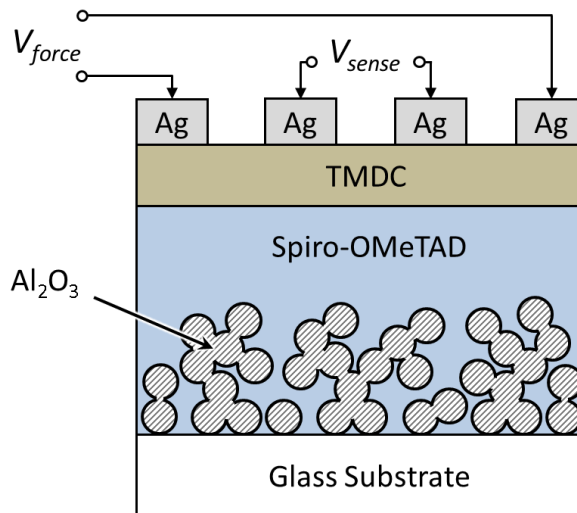 V_force
V_sense
Ag Ag Ag Ag
TMDC
Spiro-OMeTAD
Al₂O₃
Glass Substrate